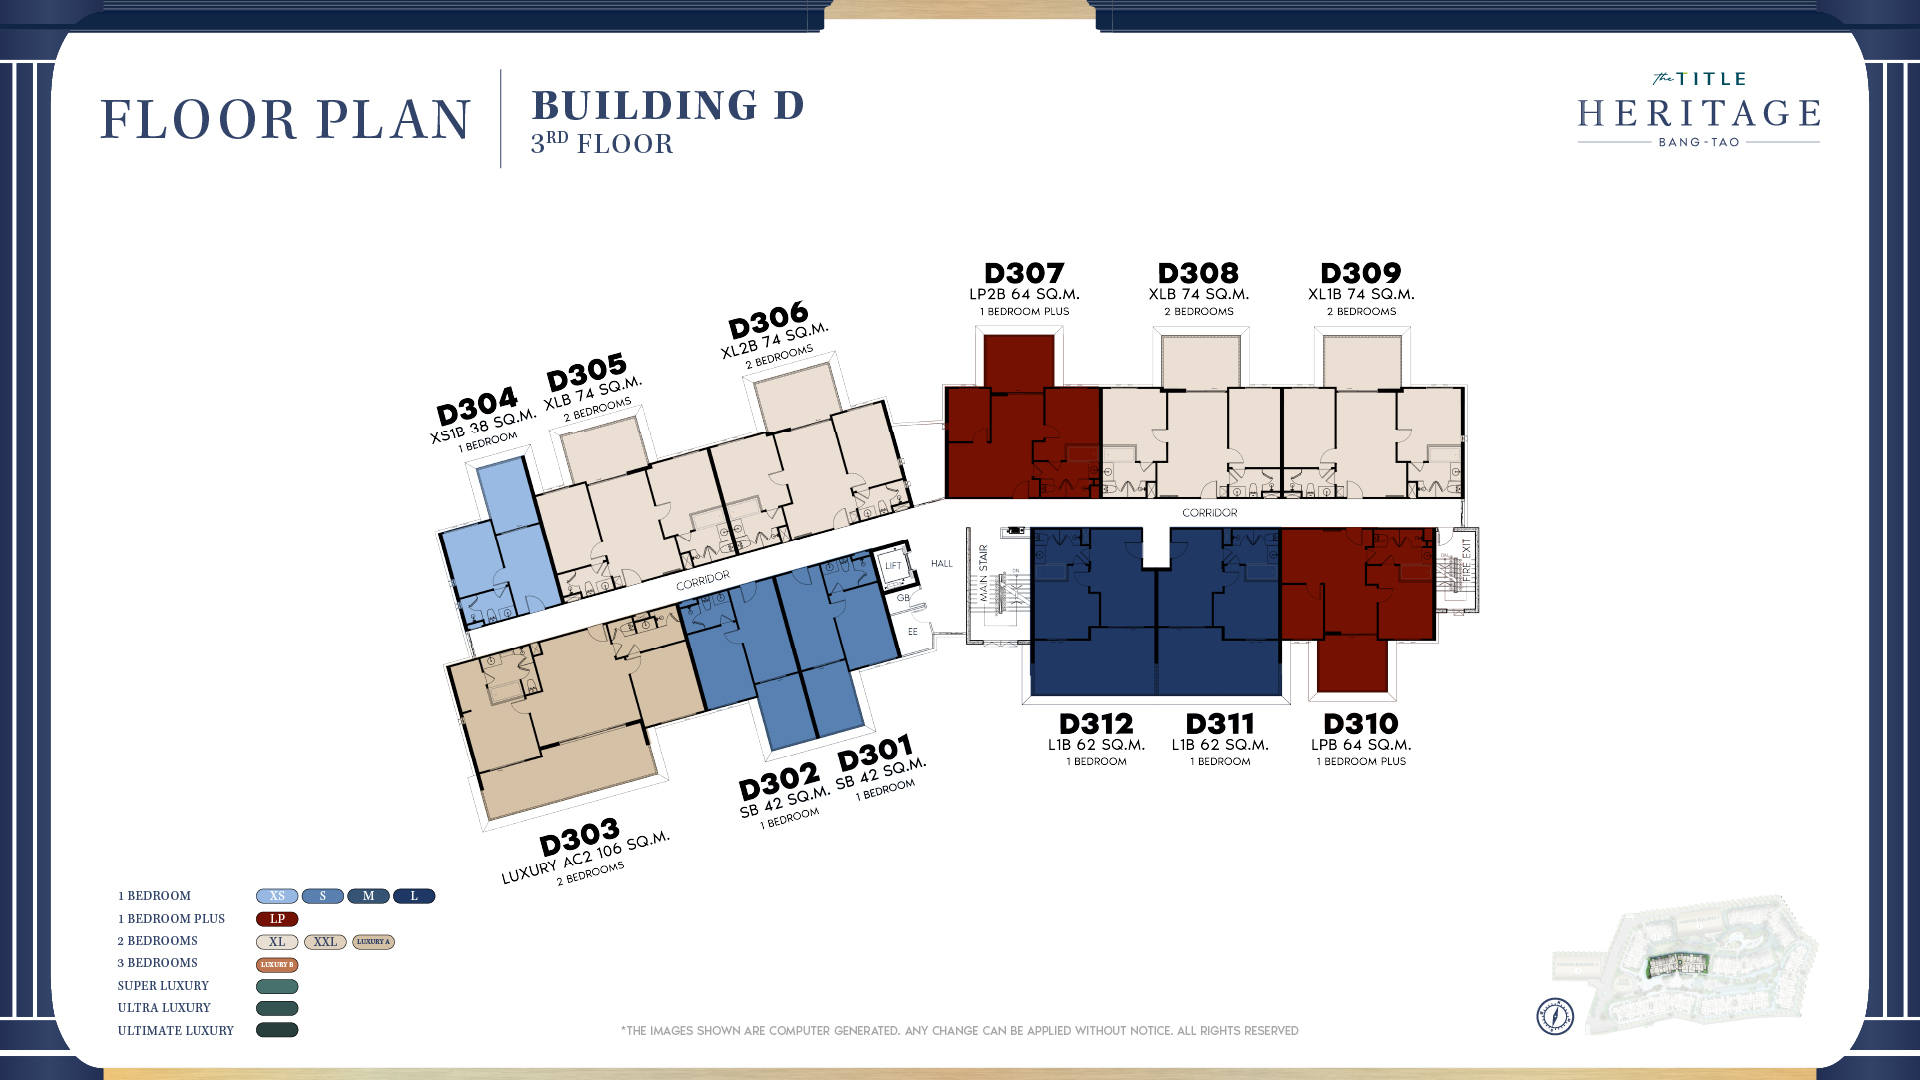 FLOOR PLAN
BUILDING D
3RD FLOOR
the TITLE
HERITAGE
BANG-TAO
D307
LP2B 64 SQ.M.
1 BEDROOM PLUS
D308
XLB 74 SQ.M.
2 BEDROOMS
D309
XL1B 74 SQ.M.
2 BEDROOMS
D306
XL2B 74 SQ.M.
2 BEDROOMS
D305
XLB 74 SQ.M.
2 BEDROOMS
D304
XS1B 38 SQ.M.
1 BEDROOM
CORRIDOR
CORRIDOR
LIFT
HALL
GB
EE
MAIN STAIR
DN
FIRE EXIT
D312
L1B 62 SQ.M.
1 BEDROOM
D311
L1B 62 SQ.M.
1 BEDROOM
D310
LPB 64 SQ.M.
1 BEDROOM PLUS
D301
SB 42 SQ.M.
1 BEDROOM
D302
SB 42 SQ.M.
1 BEDROOM
D303
LUXURY AC2 106 SQ.M.
2 BEDROOMS
1 BEDROOM XS S M L
1 BEDROOM PLUS LP
2 BEDROOMS XL XXL LUXURY A
3 BEDROOMS LUXURY B
SUPER LUXURY
ULTRA LUXURY
ULTIMATE LUXURY
*THE IMAGES SHOWN ARE COMPUTER GENERATED. ANY CHANGE CAN BE APPLIED WITHOUT NOTICE. ALL RIGHTS RESERVED